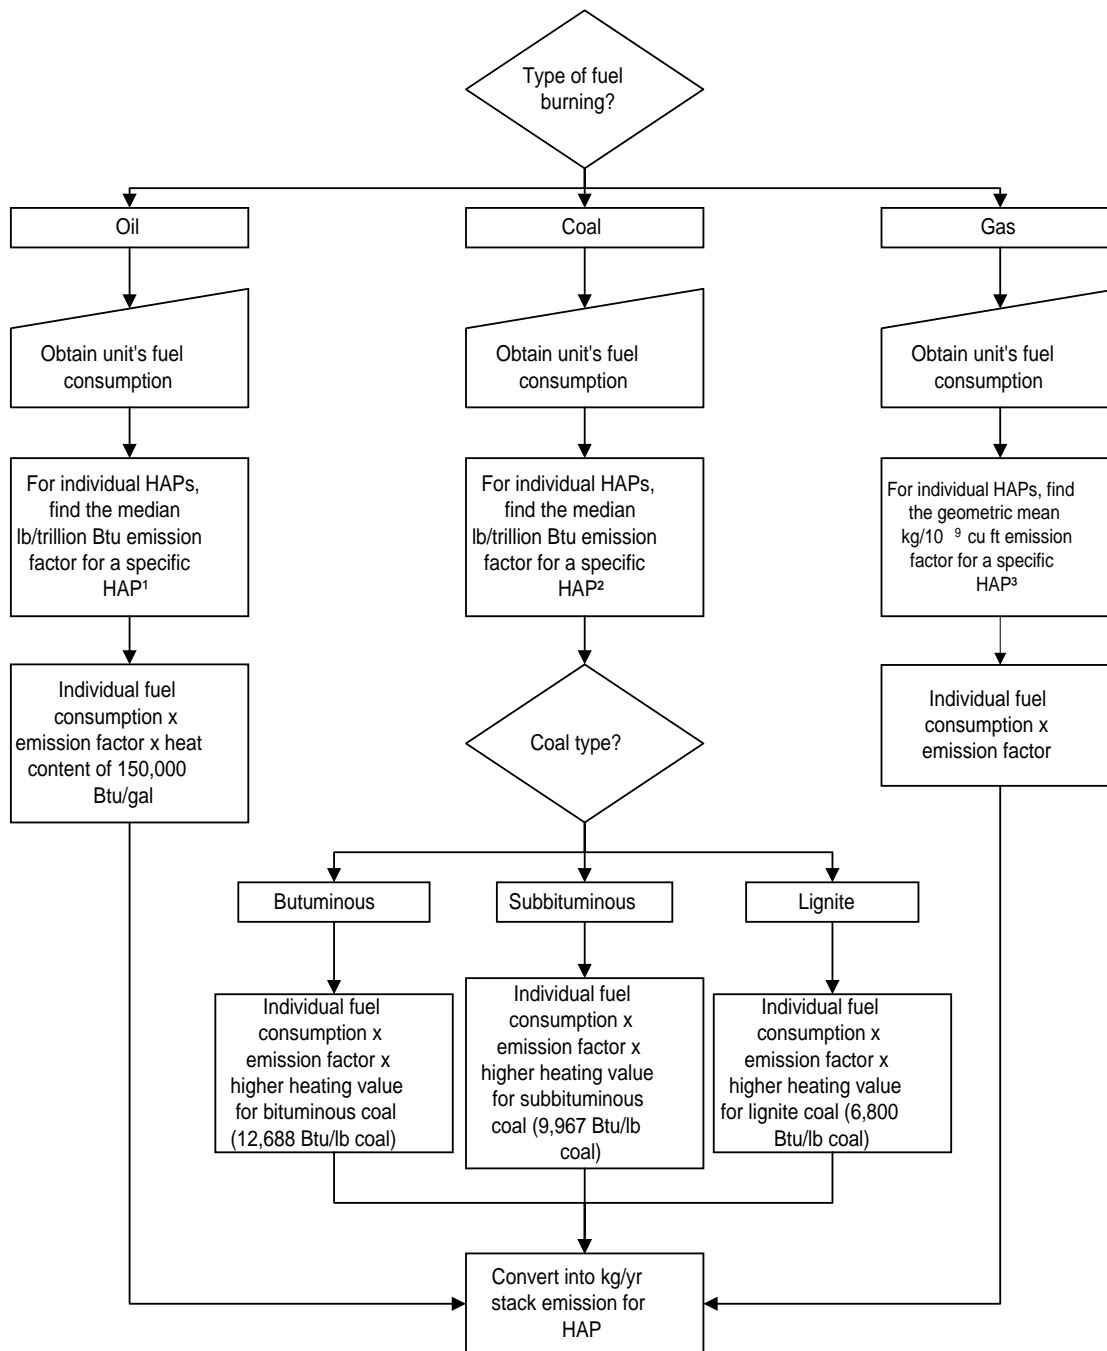 Type of fuel
burning?
Oil
Coal
Gas
Obtain unit's fuel
consumption
Obtain unit's fuel
consumption
Obtain unit's fuel
consumption
For individual HAPs,
find the median
lb/trillion Btu emission
factor for a specific
HAP¹
For individual HAPs,
find the median
lb/trillion Btu emission
factor for a specific
HAP²
For individual HAPs, find
the geometric mean
kg/10 ⁹ cu ft emission
factor for a specific
HAP³
Individual fuel
consumption x
emission factor x heat
content of 150,000
Btu/gal
Coal type?
Individual fuel
consumption x
emission factor
Butuminous
Subbituminous
Lignite
Individual fuel
consumption x
emission factor x
higher heating value
for bituminous coal
(12,688 Btu/lb coal)
Individual fuel
consumption x
emission factor x
higher heating value
for subbituminous
coal (9,967 Btu/lb
coal)
Individual fuel
consumption x
emission factor x
higher heating value
for lignite coal (6,800
Btu/lb coal)
Convert into kg/yr
stack emission for
HAP